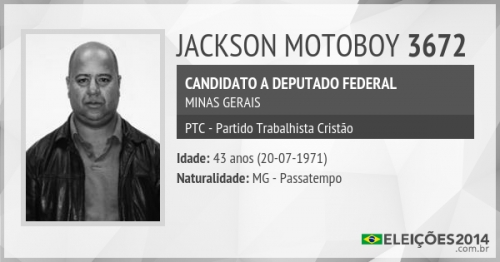 JACKSON MOTOBOY 3672
CANDIDATO A DEPUTADO FEDERAL
MINAS GERAIS
PTC - Partido Trabalhista Cristão
Idade: 43 anos (20-07-1971)
Naturalidade: MG - Passatempo
ELEIÇÕES2014
.com.br